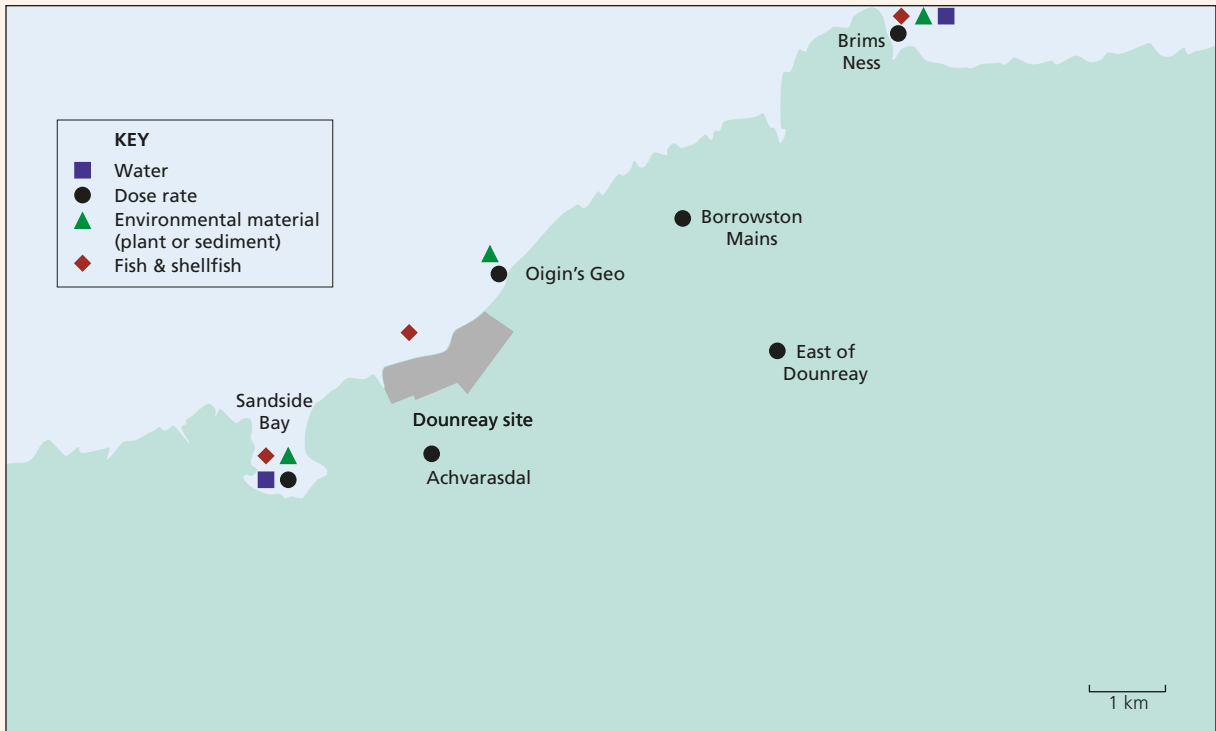 Brims
Ness
KEY
Water
Dose rate
Environmental material
(plant or sediment)
Fish & shellfish
Borrowston
Mains
Oigin's Geo
East of
Dounreay
Sandside
Bay
Dounreay site
Achvarasdal
1 km